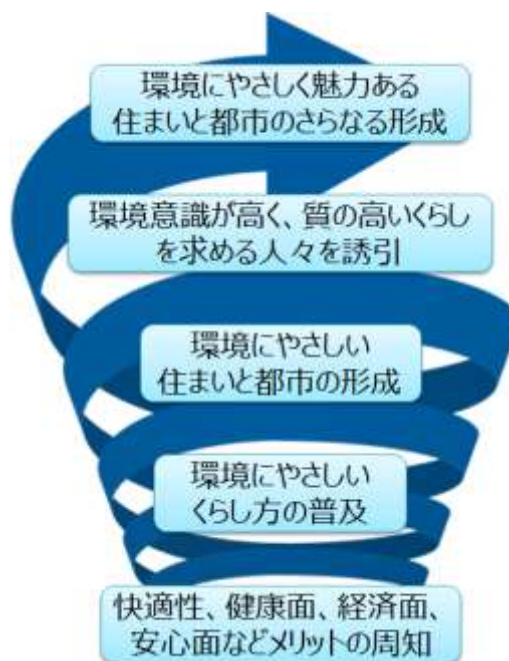 環境にやさしく魅力ある
住まいと都市のさらなる形成
環境意識が高く、質の高いくらし
を求める人々を誘引
環境にやさしい
住まいと都市の形成
環境にやさしい
くらし方の普及
快適性、健康面、経済面、
安心面などメリットの周知